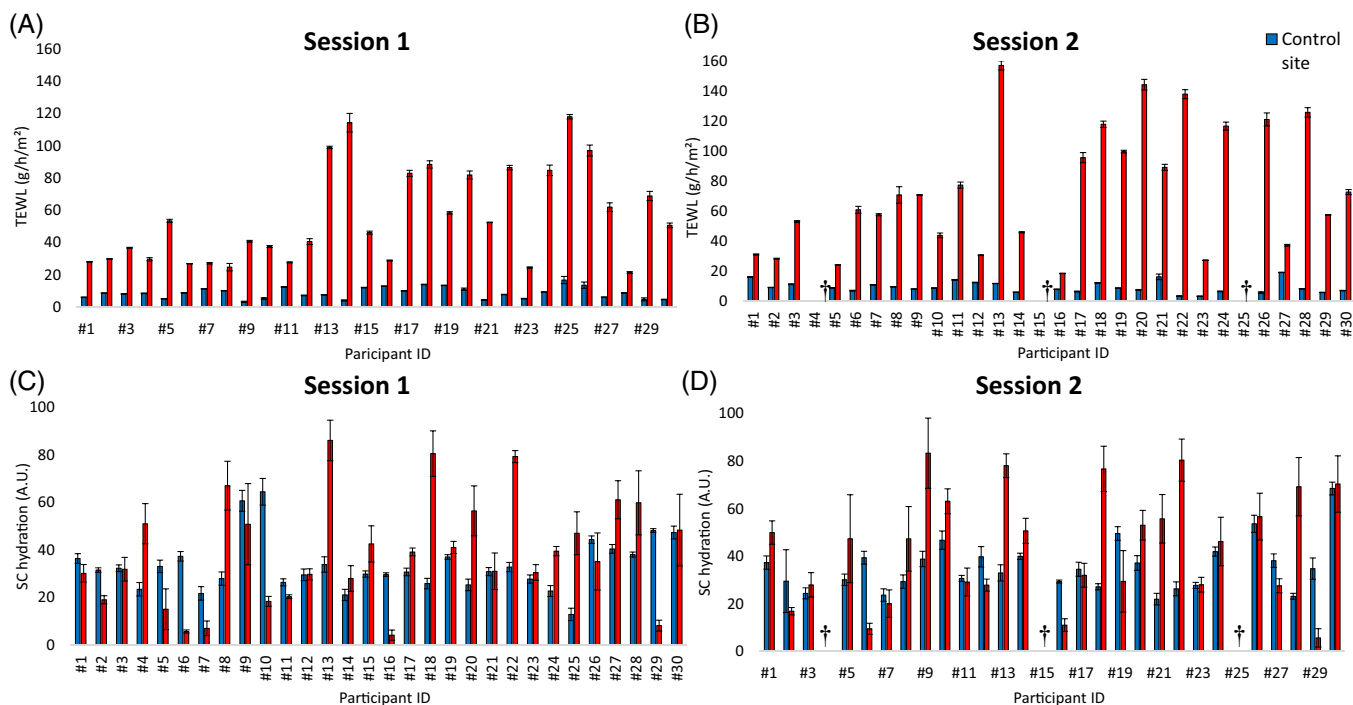 (A)
Session 1
TEWL (g/h/m²)
160
140
120
100
80
60
40
20
0
#1 #3 #5 #7 #9 #11 #13 #15 #17 #19 #21 #23 #25 #27 #29
Paricipant ID
(B)
Session 2
Control
site
TEWL (g/h/m²)
160
140
120
100
80
60
40
20
0
† † †
#1 #2 #3 #4 #5 #6 #7 #8 #9 #10 #11 #12 #13 #14 #15 #16 #17 #18 #19 #20 #21 #22 #23 #24 #25 #26 #27 #28 #29 #30
Participant ID
(C)
Session 1
SC hydration (A.U.)
100
80
60
40
20
0
#1 #2 #3 #4 #5 #6 #7 #8 #9 #10 #11 #12 #13 #14 #15 #16 #17 #18 #19 #20 #21 #22 #23 #24 #25 #26 #27 #28 #29 #30
Participant ID
(D)
Session 2
SC hydration (A.U.)
100
80
60
40
20
0
† † †
#1 #3 #5 #7 #9 #11 #13 #15 #17 #19 #21 #23 #25 #27 #29
Participant ID